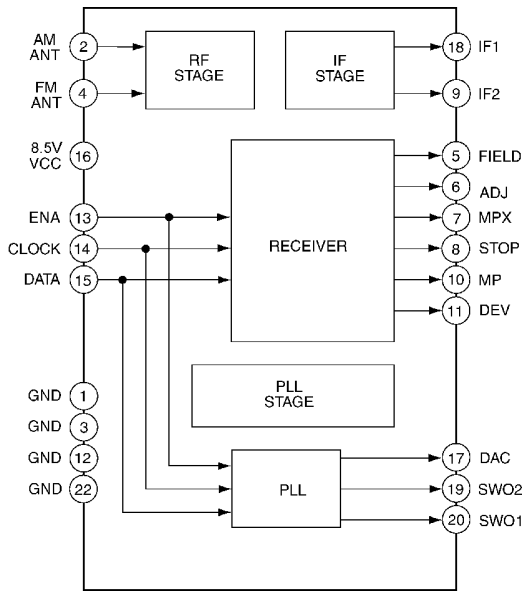 AM
ANT
2
RF
STAGE
IF
STAGE
18
IF1
FM
ANT
4
9
IF2
8.5V
VCC
16
5
FIELD
6
ADJ
ENA
13
7
MPX
CLOCK
14
RECEIVER
8
STOP
DATA
15
10
MP
11
DEV
PLL
STAGE
GND
1
GND
3
GND
12
17
DAC
GND
22
PLL
19
SWO2
20
SWO1